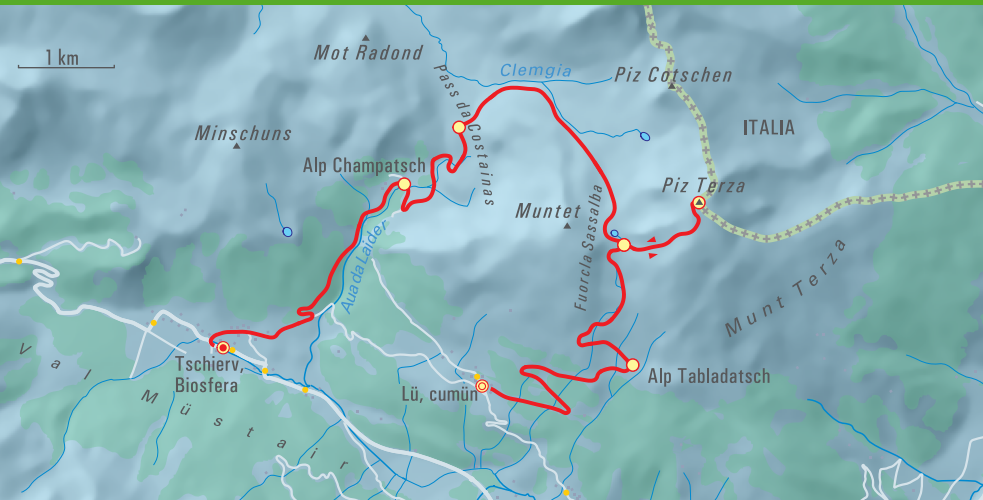 1 km
Mot Radond
Clemgia
Piz Cotschen
Pass da Costainas
Minschuns
ITALIA
Alp Champatsch
Piz Terza
Muntet
Fuorcla Sassalba
Aua da Laider
Munt Terza
Tschierv,
Biosfera
Val Müstair
Lü, cumün
Alp Tabladatsch